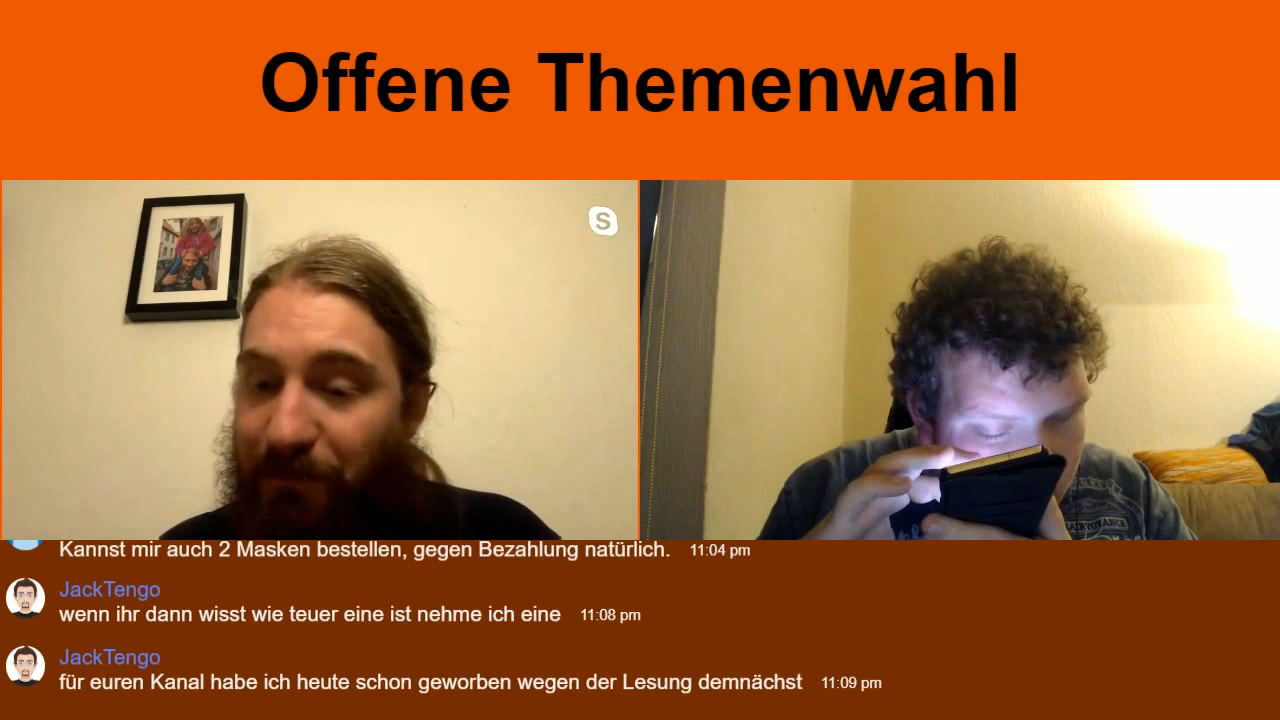 Offene Themenwahl
S
Kannst mir auch 2 Masken bestellen, gegen Bezahlung natürlich. 11:04 pm
JackTengo
wenn ihr dann wisst wie teuer eine ist nehme ich eine 11:08 pm
JackTengo
für euren Kanal habe ich heute schon geworben wegen der Lesung demnächst 11:09 pm